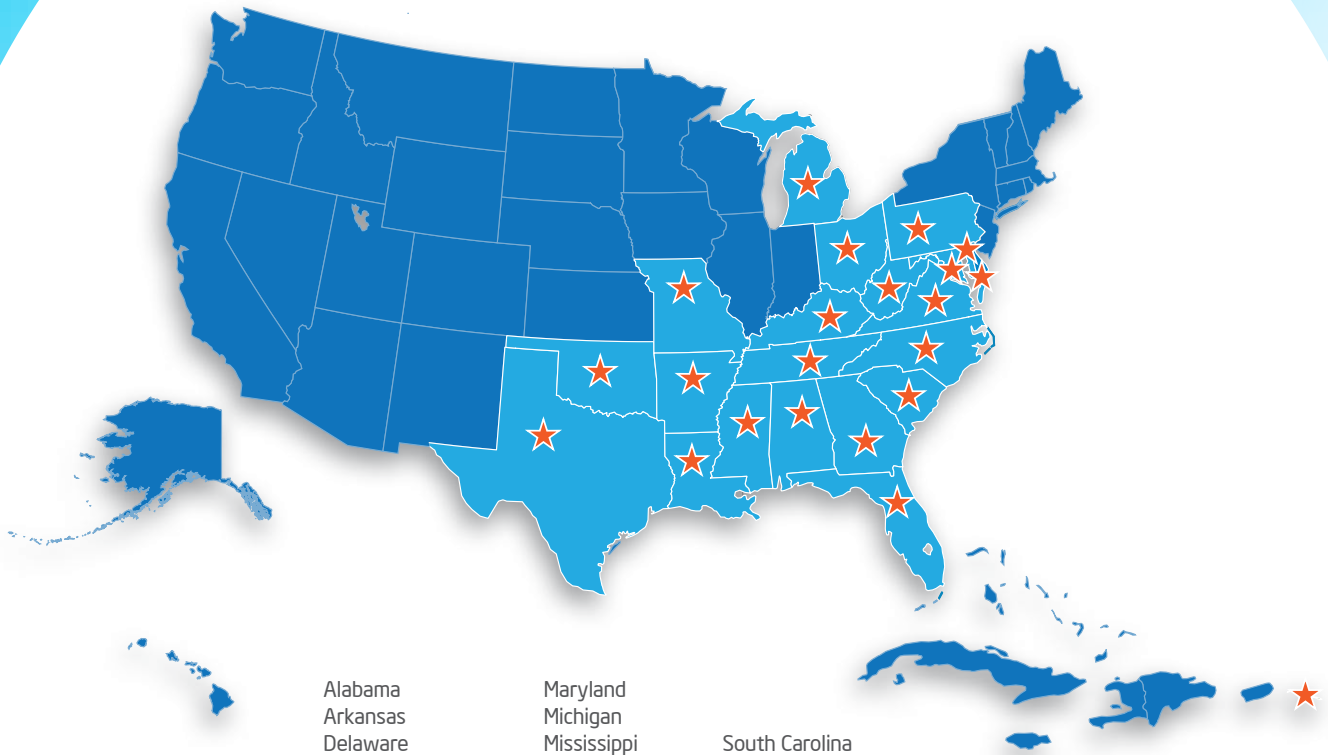 Alabama
Arkansas
Delaware
Maryland
Michigan
Mississippi
South Carolina